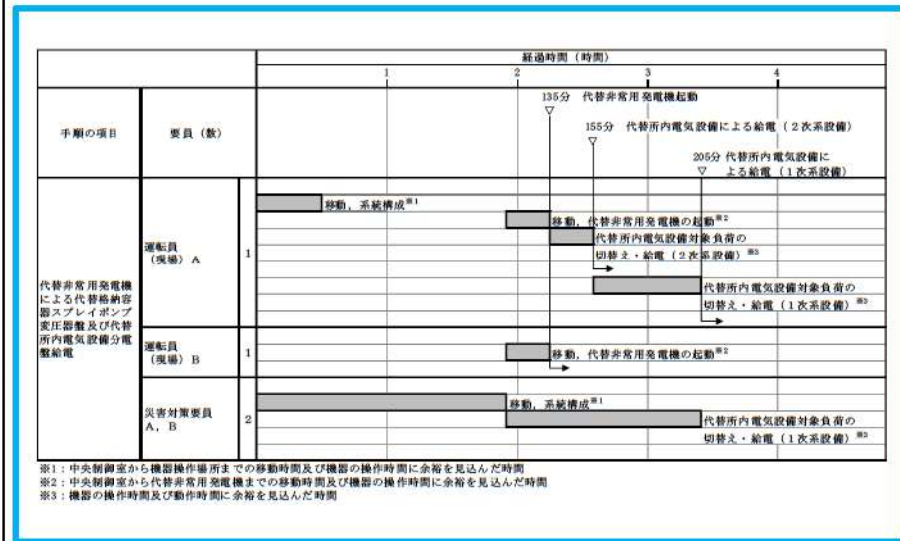 経過時間（時間）
1 2 3 4
手順の項目
要員（数）
135分 代替非常用発電機起動
▽
155分 代替所内電気設備による給電（2次系設備）
▽
205分 代替所内電気設備に
▽ よる給電（1次系設備）
代替非常用発電機
による代替格納容
器スプレイポンプ
変圧器盤及び代替
所内電気設備分電
盤給電
運転員
（現場）A
1
移動，系統構成※1
移動，代替非常用発電機の起動※2
代替所内電気設備対象負荷の
切替え・給電（2次系設備）※3
代替所内電気設備対象負荷の
切替え・給電（1次系設備）※3
運転員
（現場）B
1
移動，代替非常用発電機の起動※2
災害対策要員
A，B
2
移動，系統構成※1
代替所内電気設備対象負荷の
切替え・給電（1次系設備）※3
※1：中央制御室から機器操作場所までの移動時間及び機器の操作時間に余裕を見込んだ時間
※2：中央制御室から代替非常用発電機までの移動時間及び機器の操作時間に余裕を見込んだ時間
※3：機器の操作時間及び動作時間に余裕を見込んだ時間